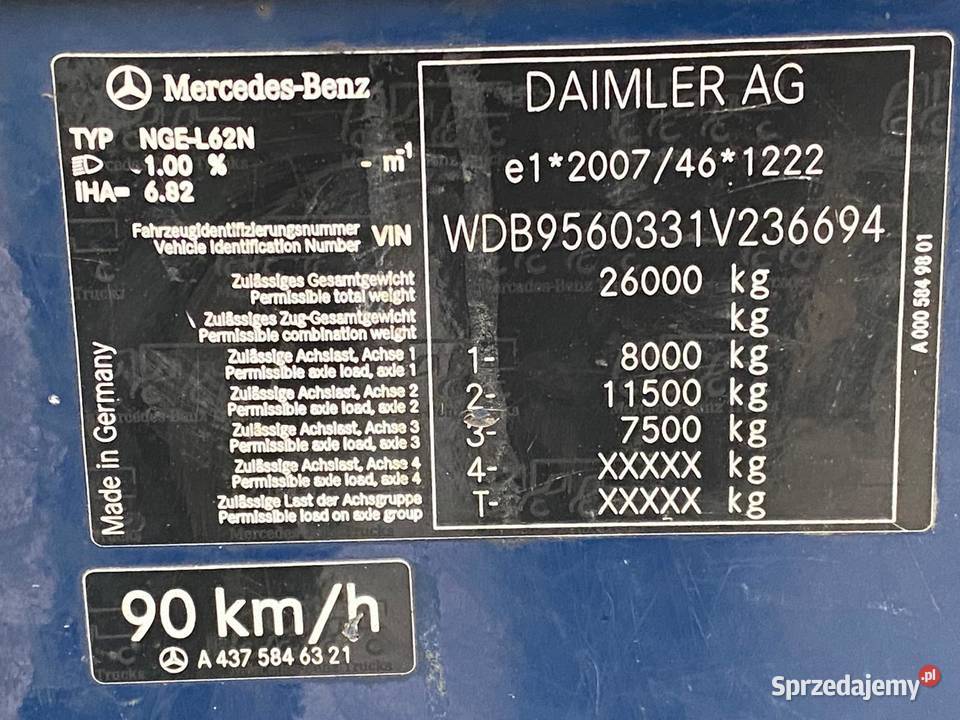 Mercedes-Benz
TYP NGE-L62N
1.00 % - m-1
IHA= 6.82
DAIMLER AG
e1*2007/46*1222
Fahrzeugidentifizierungsnummer
Vehicle Identification Number VIN WDB9560331V236694
Zulässiges Gesamtgewicht
Permissible total weight 26000 kg
Zulässiges Zug-Gesamtgewicht
Permissible combination weight kg
Zulässige Achslast, Achse 1
Permissible axle load, axle 1 1- 8000 kg
Zulässige Achslast, Achse 2
Permissible axle load, axle 2 2- 11500 kg
Zulässige Achslast, Achse 3
Permissible axle load, axle 3 3- 7500 kg
Zulässige Achslast, Achse 4
Permissible axle load, axle 4 4- XXXXX kg
Zulässige Last der Achsgruppe
Permissible load on axle group T- XXXXX kg
Made in Germany
A 000 584 98 01
90 km/h
A 437 584 63 21
Sprzedajemy.pl